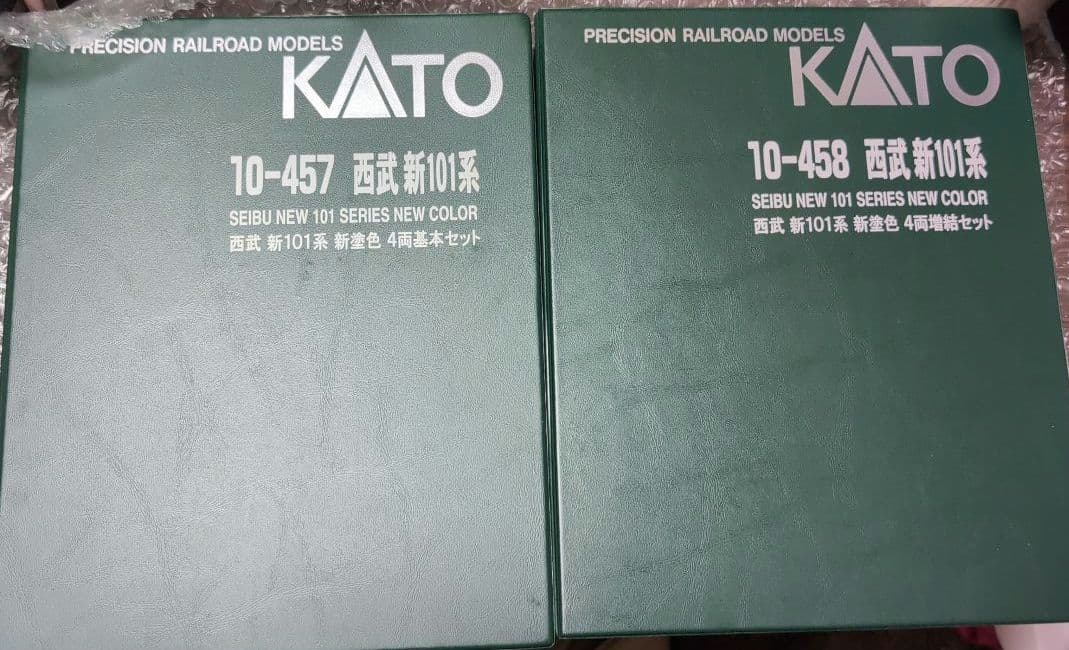 PRECISION RAILROAD MODELS
KATO
10-457 西武 新101系
SEIBU NEW 101 SERIES NEW COLOR
西武 新101系 新塗色 4両基本セット
PRECISION RAILROAD MODELS
KATO
10-458 西武 新101系
SEIBU NEW 101 SERIES NEW COLOR
西武 新101系 新塗色 4両増結セット